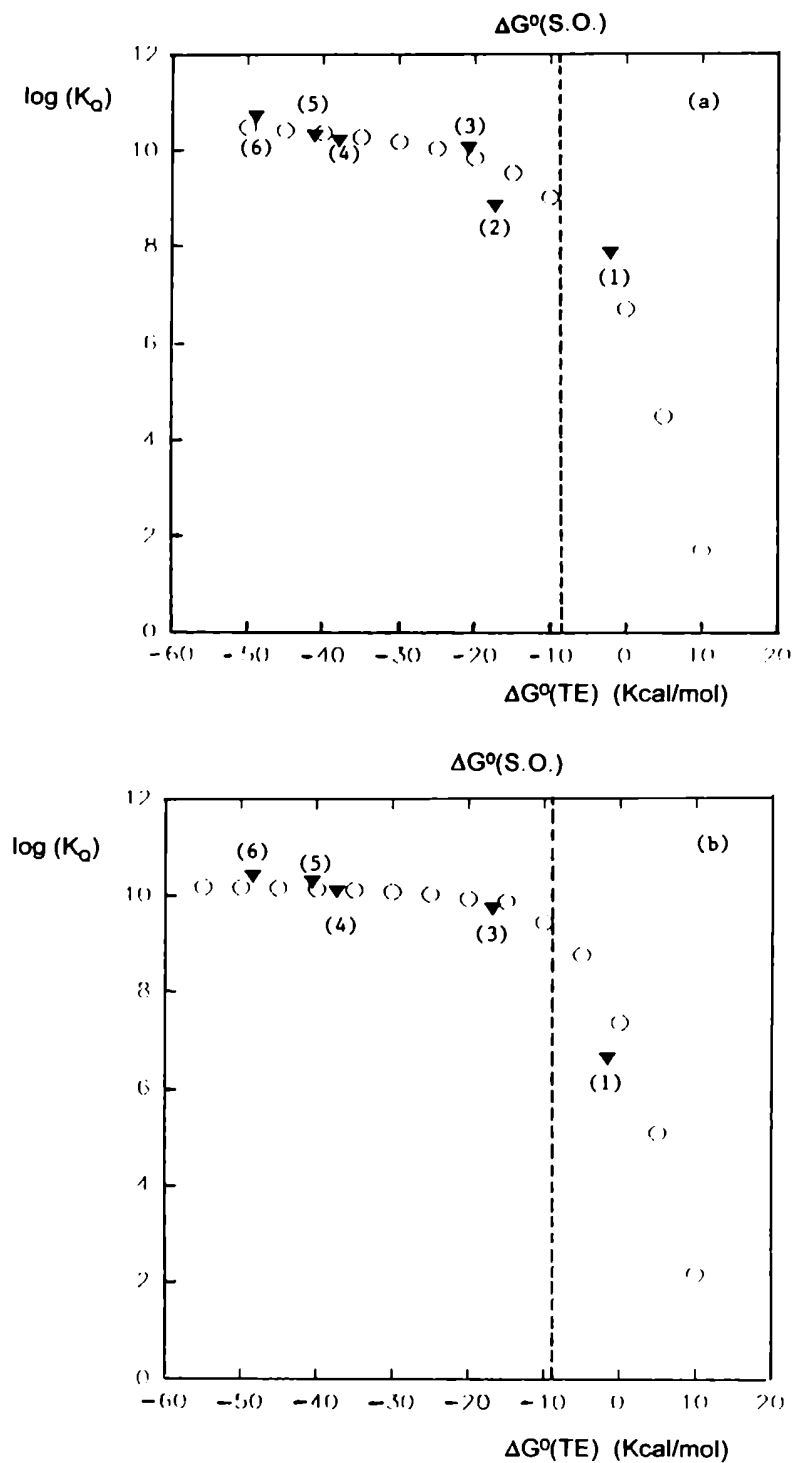 ΔG⁰(S.O.)
12
log (K_Q)
(5)
(3)
(a)
10
(6)
(4)
(2)
8
(1)
6
4
2
0
-60 -50 -40 -30 -20 -10 0 10 20
ΔG⁰(TE) (Kcal/mol)
ΔG⁰(S.O.)
12
log (K_Q)
(6)
(5)
(b)
10
(4)
(3)
8
(1)
6
4
2
0
-60 -50 -40 -30 -20 -10 0 10 20
ΔG⁰(TE) (Kcal/mol)